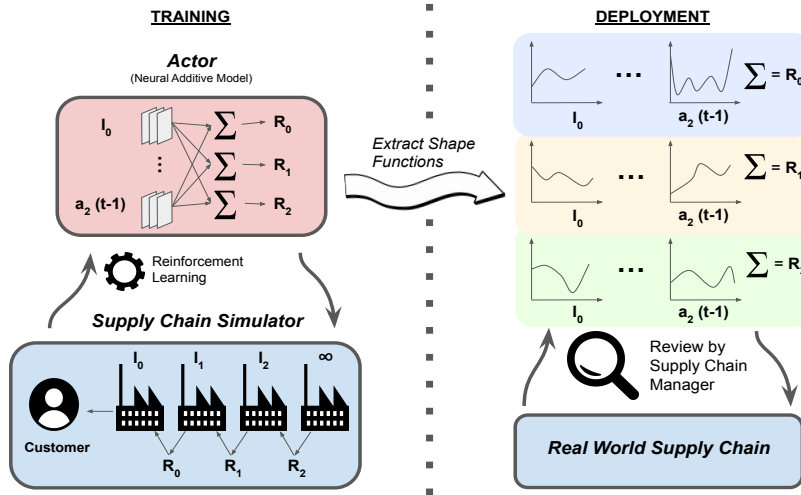 TRAINING
Actor
(Neural Additive Model)
I0
⋮
a2 (t-1)
Σ
Σ
Σ
R0
R1
R2
Reinforcement
Learning
Supply Chain Simulator
I0
I1
I2
∞
Customer
R0
R1
R2
Extract Shape
Functions
DEPLOYMENT
I0
...
a2 (t-1)
Σ = R0
I0
...
a2 (t-1)
Σ = R1
I0
...
a2 (t-1)
Σ = R
Review by
Supply Chain
Manager
Real World Supply Chain